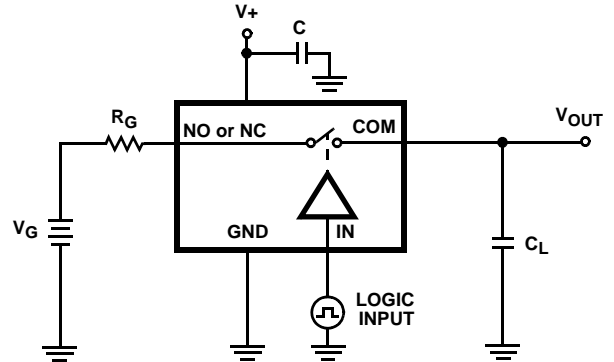 V+
C
RG
NO or NC
COM
VOUT
VG
GND
IN
CL
LOGIC
INPUT